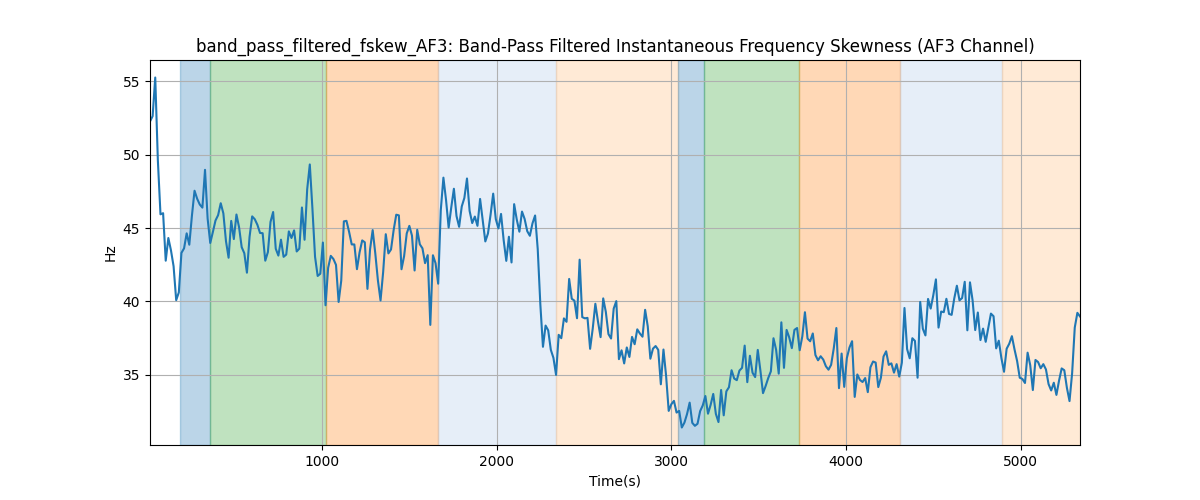 band_pass_filtered_fskew_AF3: Band-Pass Filtered Instantaneous Frequency Skewness (AF3 Channel)
55
50
45
40
35
Hz
1000 2000 3000 4000 5000
Time(s)